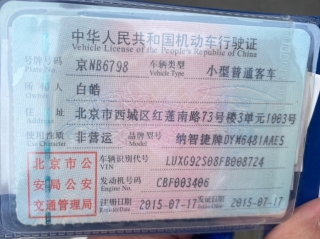 中华人民共和国机动车行驶证
Vehicle License of the People's Republic of China
号牌号码 京NB6798 车辆类型 小型普通客车
Plate No. Vehicle Type
所有人 白皓
Owner
住址 北京市西城区红莲南路73号楼3单元1003号
Address
使用性质 非营运 品牌型号 纳智捷牌DYM6481AAE5
Use Character Model
北京市公 车辆识别代号 LUXG92S08FB008724
VIN
安局公安 发动机号码 CBF003406
Engine No.
交通管理局 注册日期 2015-07-17 发证日期 2015-07-17
Register Date Issue Date